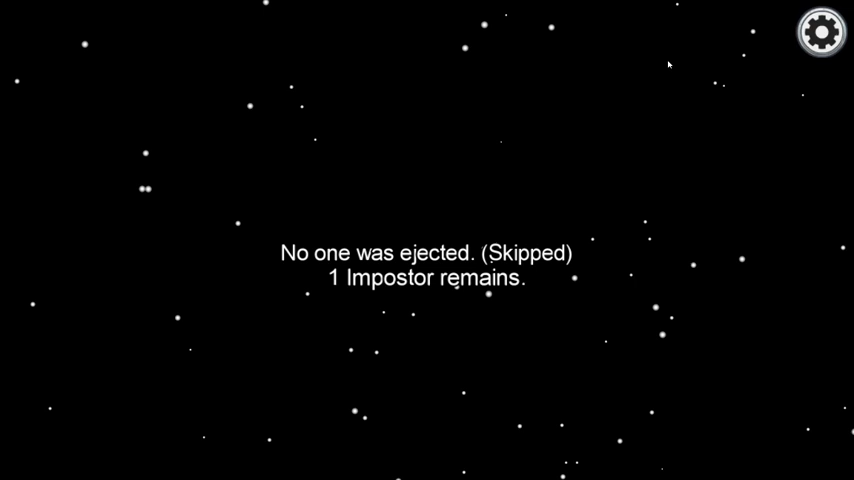 No one was ejected. (Skipped)
1 Impostor remains.